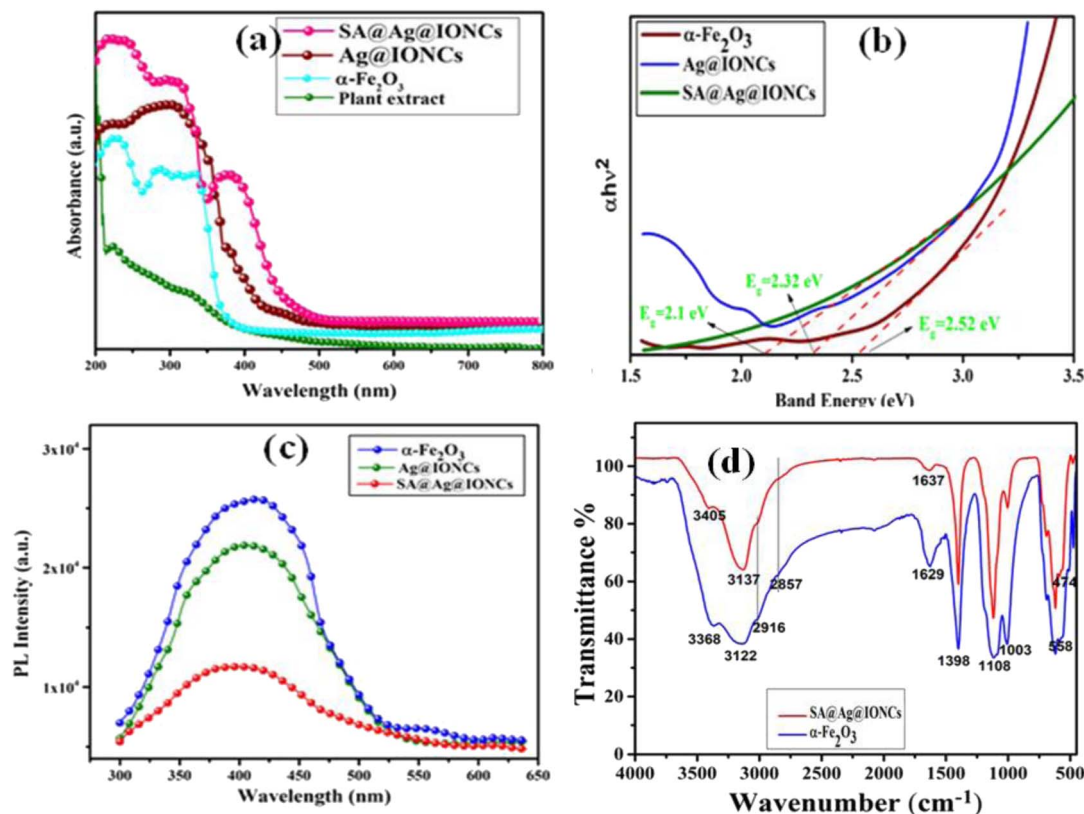 (a)
SA@Ag@IONCs
Ag@IONCs
α-Fe₂O₃
Plant extract
Absorbance (a.u.)
200 300 400 500 600 700 800
Wavelength (nm)
(b)
α-Fe₂O₃
Ag@IONCs
SA@Ag@IONCs
αhν²
E_g=2.32 eV
E_g=2.1 eV
E_g=2.52 eV
1.5 2.0 2.5 3.0 3.5
Band Energy (eV)
(c)
α-Fe₂O₃
Ag@IONCs
SA@Ag@IONCs
PL Intensity (a.u.)
3x10⁴
2x10⁴
1x10⁴
300 350 400 450 500 550 600 650
Wavelength (nm)
(d)
Transmittance %
100
80
60
40
20
0
3405
3137
2857
2916
3368
3122
1637
1629
1398
1108
1003
558
474
SA@Ag@IONCs
α-Fe₂O₃
4000 3500 3000 2500 2000 1500 1000 500
Wavenumber (cm⁻¹)